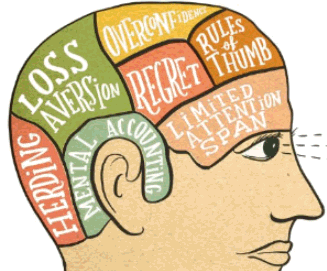 LOSS
AVERSION
OVERCONFIDENCE
RULES
of
THUMB
REGRET
LIMITED
ATTENTION
SPAN
HERDING
MENTAL ACCOUNTING